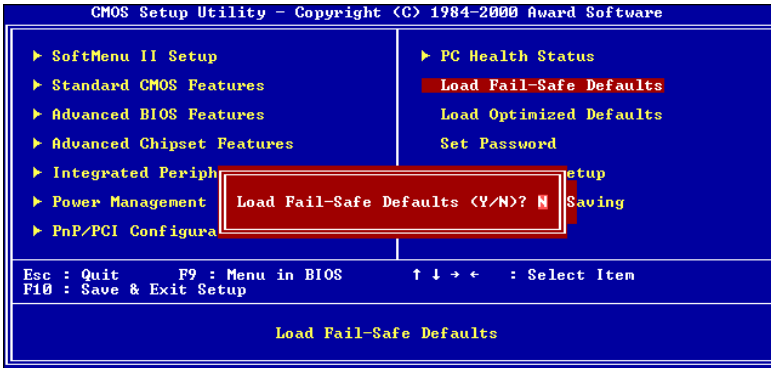 CMOS Setup Utility - Copyright (C) 1984-2000 Award Software
► SoftMenu II Setup
► Standard CMOS Features
► Advanced BIOS Features
► Advanced Chipset Features
► Integrated Periph
► Power Management
► PnP/PCI Configura
► PC Health Status
Load Fail-Safe Defaults
Load Optimized Defaults
Set Password
etup
Saving
Load Fail-Safe Defaults (Y/N)? N
Esc : Quit F9 : Menu in BIOS ↑ ↓ → ← : Select Item
F10 : Save & Exit Setup
Load Fail-Safe Defaults